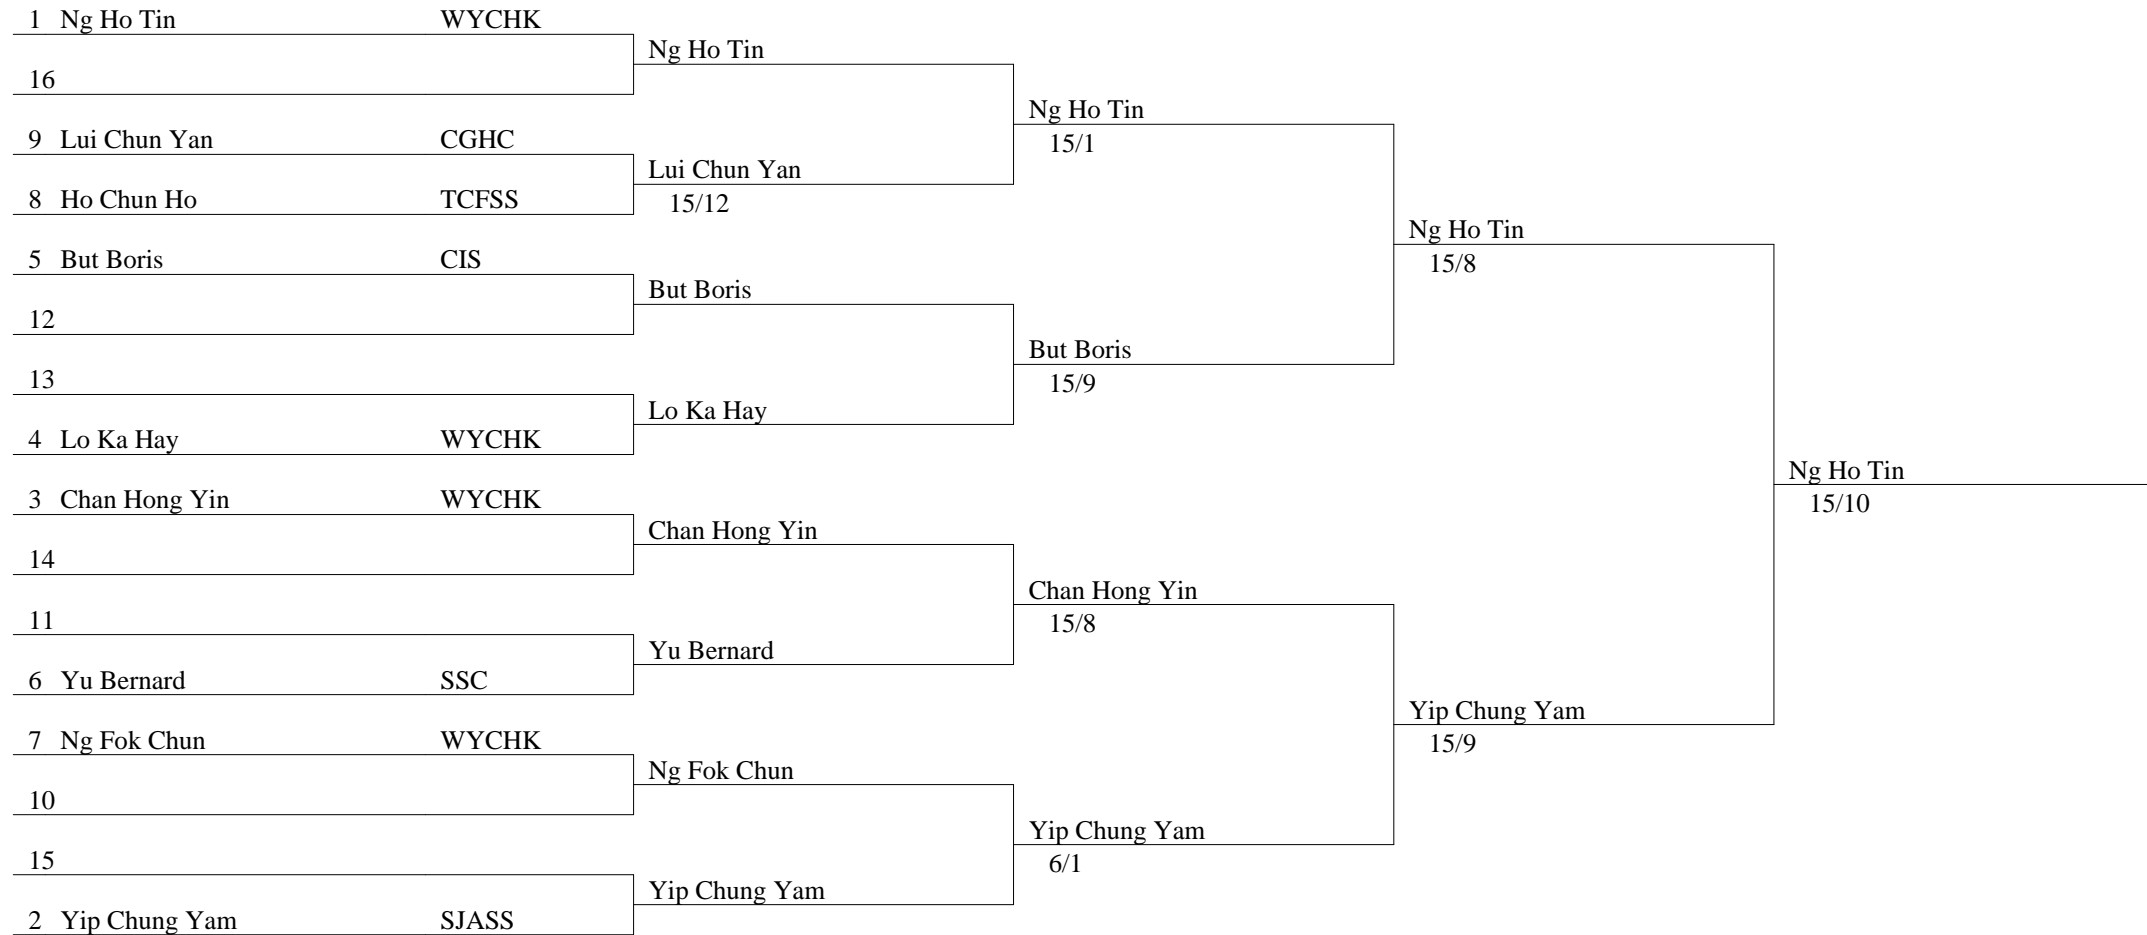 1 Ng Ho Tin WYCHK
16
9 Lui Chun Yan CGHC
8 Ho Chun Ho TCFSS
5 But Boris CIS
12
13
4 Lo Ka Hay WYCHK
3 Chan Hong Yin WYCHK
14
11
6 Yu Bernard SSC
7 Ng Fok Chun WYCHK
10
15
2 Yip Chung Yam SJASS
Ng Ho Tin
Lui Chun Yan
15/12
But Boris
Lo Ka Hay
Chan Hong Yin
Yu Bernard
Ng Fok Chun
Yip Chung Yam
Ng Ho Tin
15/1
But Boris
15/9
Chan Hong Yin
15/8
Yip Chung Yam
6/1
Ng Ho Tin
15/8
Yip Chung Yam
15/9
Ng Ho Tin
15/10